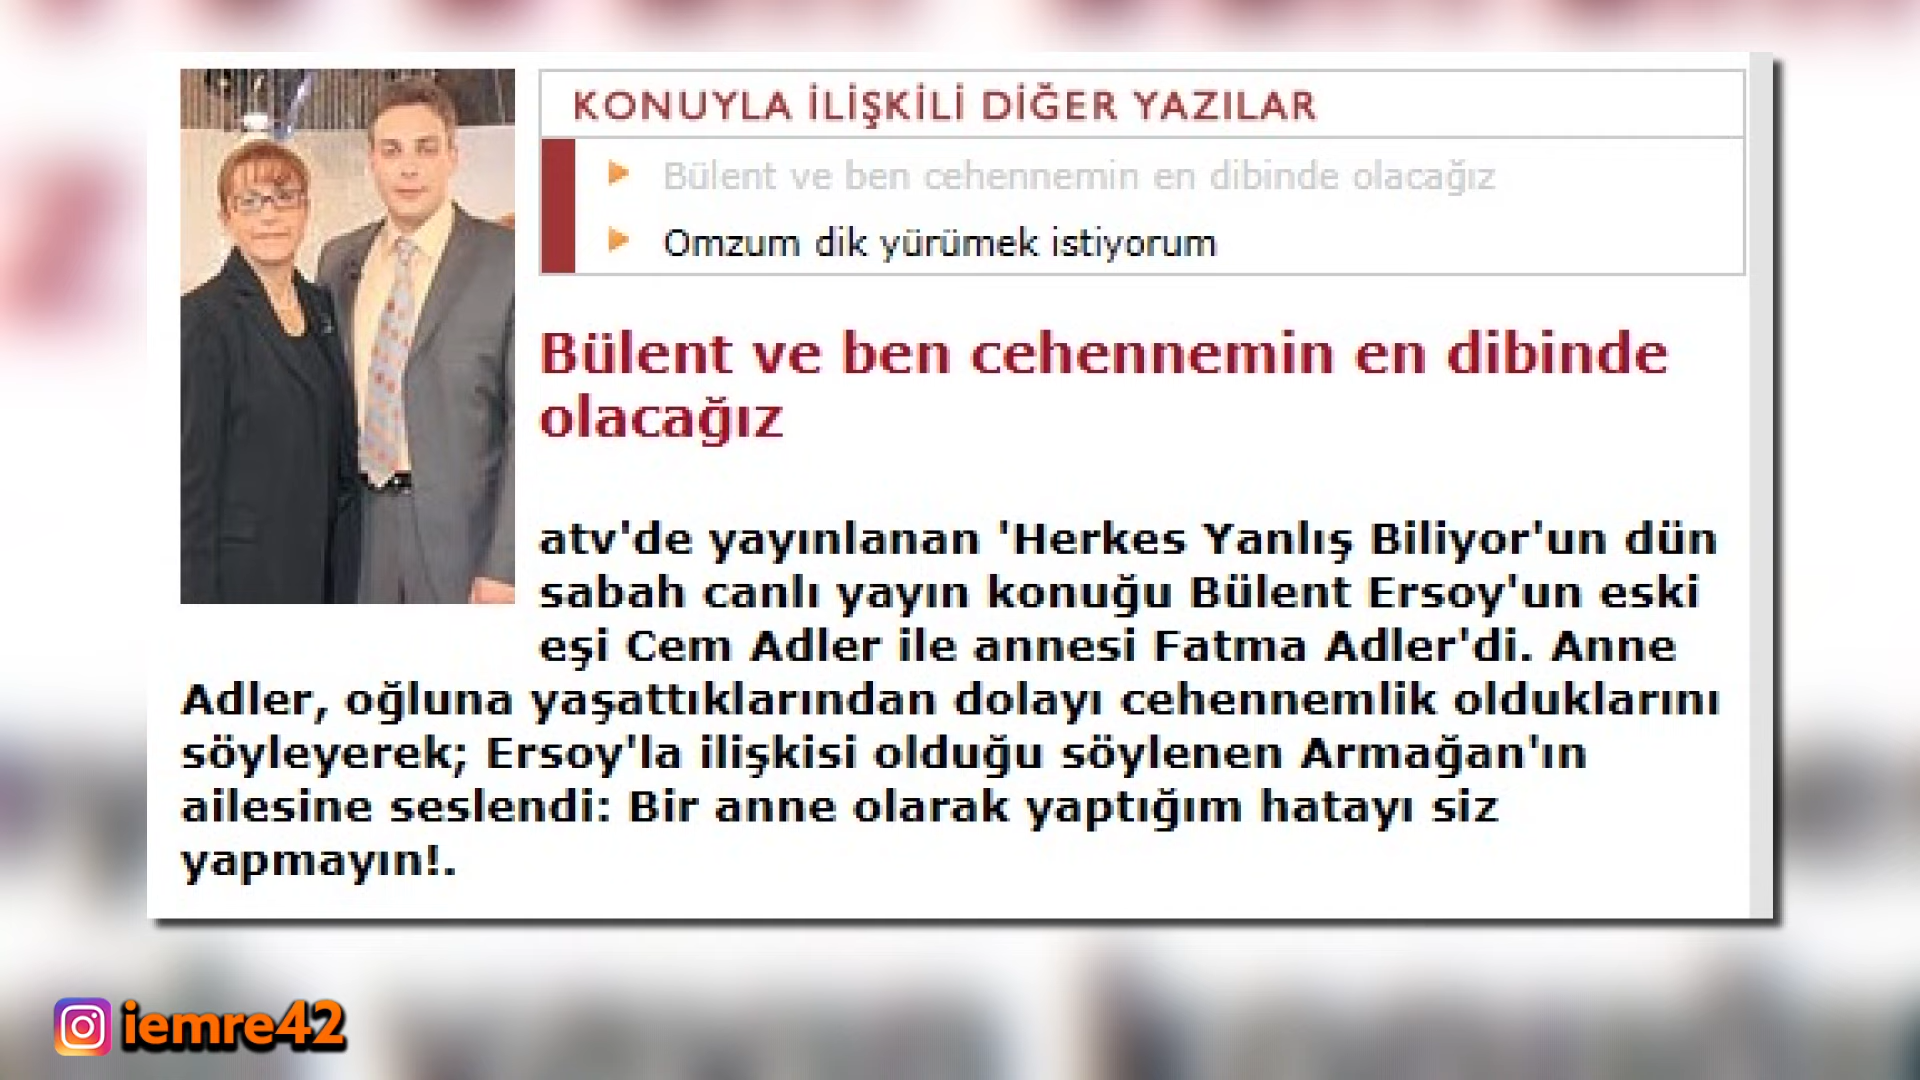 KONUYLA İLİŞKİLİ DİĞER YAZILAR
Bülent ve ben cehennemin en dibinde olacağız
Omzum dik yürümek istiyorum
Bülent ve ben cehennemin en dibinde
olacağız
atv'de yayınlanan 'Herkes Yanlış Biliyor'un dün
sabah canlı yayın konuğu Bülent Ersoy'un eski
eşi Cem Adler ile annesi Fatma Adler'di. Anne
Adler, oğluna yaşattıklarından dolayı cehennemlik olduklarını
söyleyerek; Ersoy'la ilişkisi olduğu söylenen Armağan'ın
ailesine seslendi: Bir anne olarak yaptığım hatayı siz
yapmayın!.
iemre42